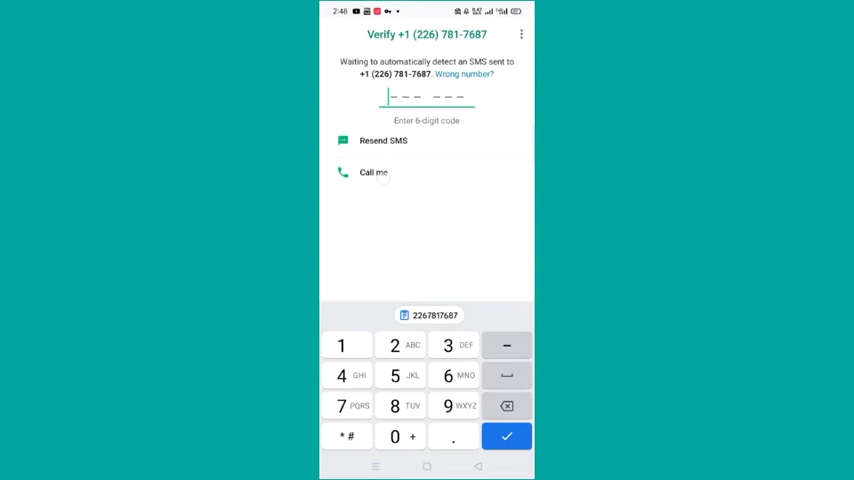 2:48
Verify +1 (226) 781-7687
Waiting to automatically detect an SMS sent to
+1 (226) 781-7687. Wrong number?
Enter 6-digit code
Resend SMS
Call me
2267817687
1 2 ABC 3 DEF –
4 GHI 5 JKL 6 MNO
7 PQRS 8 TUV 9 WXYZ
* # 0 + .